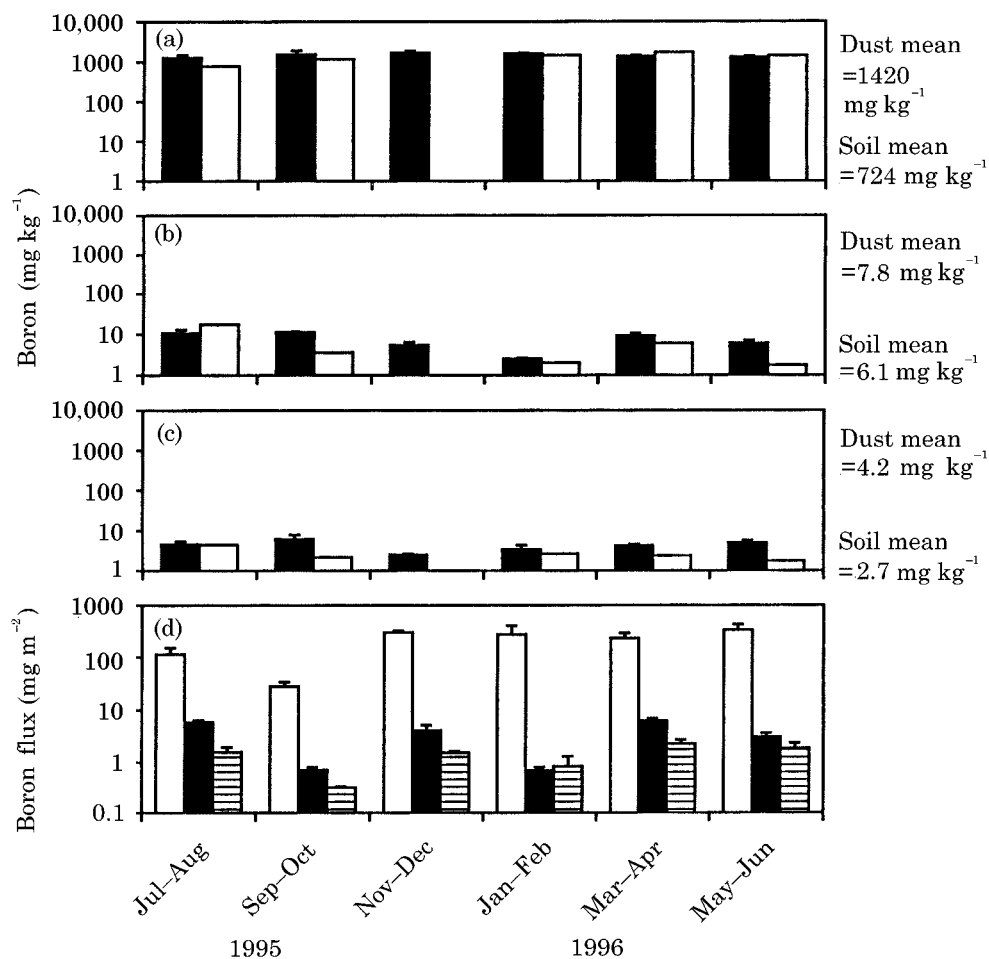 10,000
1000
100
10
1
(a)
Dust mean
=1420
mg kg⁻¹
Soil mean
=724 mg kg⁻¹
10,000
1000
100
10
1
(b)
Dust mean
=7.8 mg kg⁻¹
Soil mean
=6.1 mg kg⁻¹
Boron (mg kg⁻¹)
10,000
1000
100
10
1
(c)
Dust mean
=4.2 mg kg⁻¹
Soil mean
=2.7 mg kg⁻¹
1000
100
10
1
0.1
(d)
Boron flux (mg m⁻²)
Jul–Aug
Sep–Oct
Nov–Dec
Jan–Feb
Mar–Apr
May–Jun
1995
1996